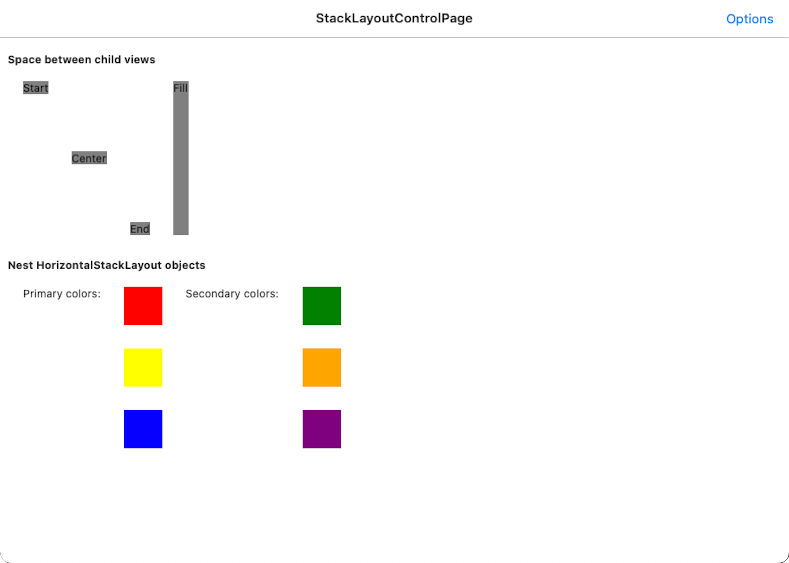 StackLayoutControlPage
Options
Space between child views
Start
Fill
Center
End
Nest HorizontalStackLayout objects
Primary colors:
Secondary colors: